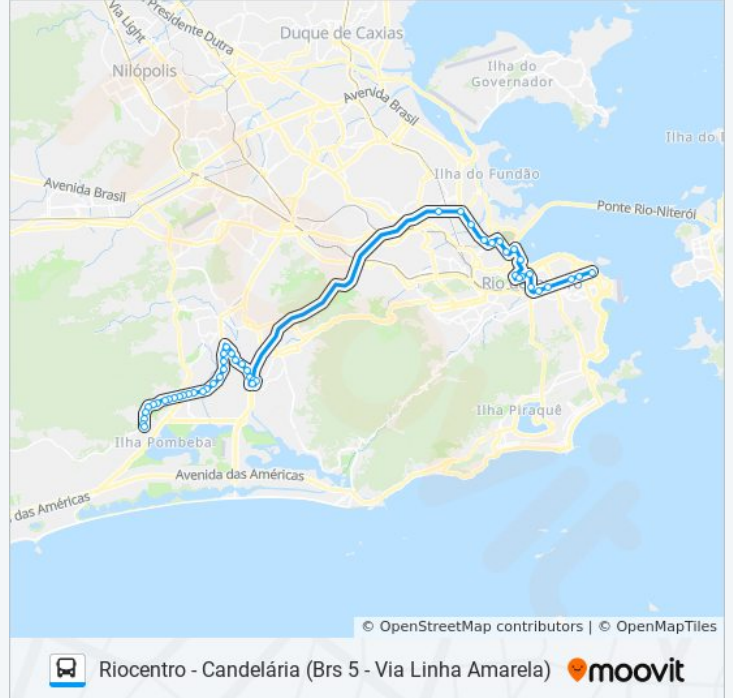 Presidente Dutra
Via Light
Duque de Caxias
Nilópolis
Ilha do
Governador
Avenida Brasil
Ilha do
Ilha do Fundão
Avenida Brasil
Ponte Rio-Niterói
Rio
Ilha Piraquê
Ilha Pombeba
Avenida das Américas
das Américas
© OpenStreetMap contributors | © OpenMapTiles
Riocentro - Candelária (Brs 5 - Via Linha Amarela)
moovit